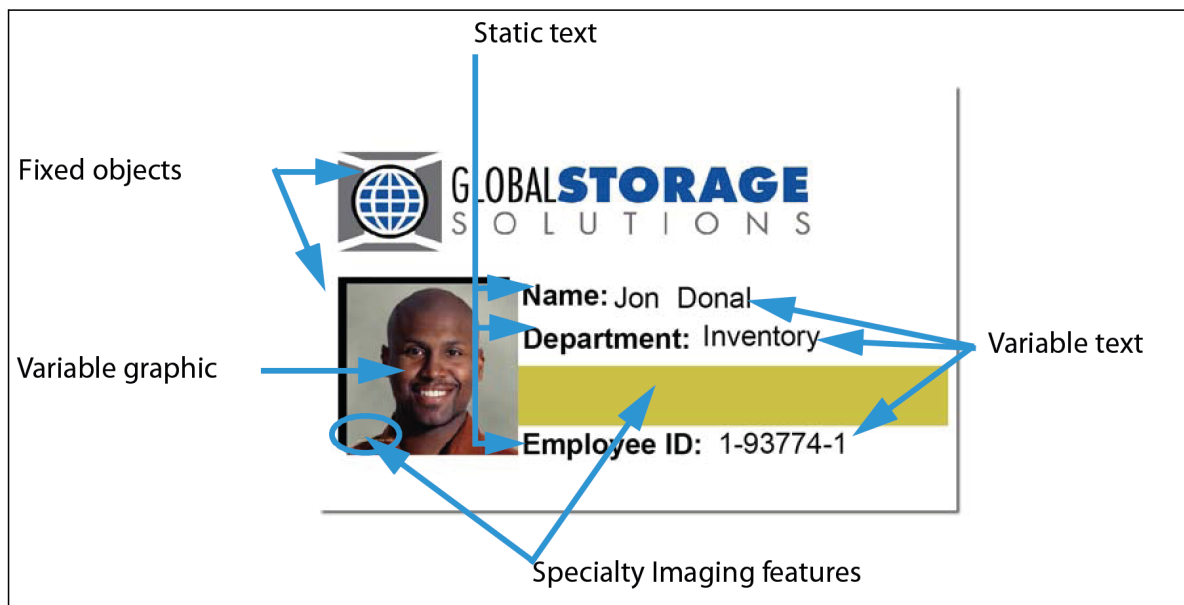 Static text
Fixed objects
GLOBALSTORAGE
SOLUTIONS
Name: Jon Donal
Department: Inventory
Variable text
Variable graphic
Employee ID: 1-93774-1
Specialty Imaging features